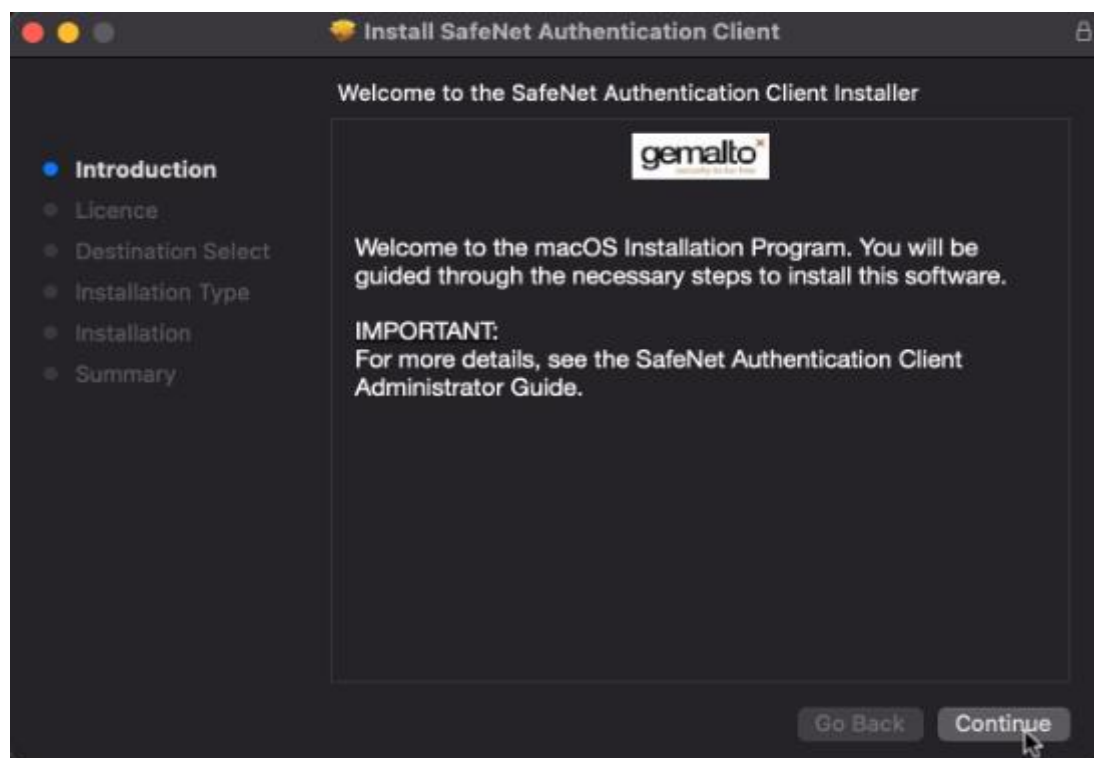 Install SafeNet Authentication Client
Welcome to the SafeNet Authentication Client Installer
Introduction
Licence
Destination Select
Installation Type
Installation
Summary
gemalto
Welcome to the macOS Installation Program. You will be
guided through the necessary steps to install this software.
IMPORTANT:
For more details, see the SafeNet Authentication Client
Administrator Guide.
Go Back
Continue